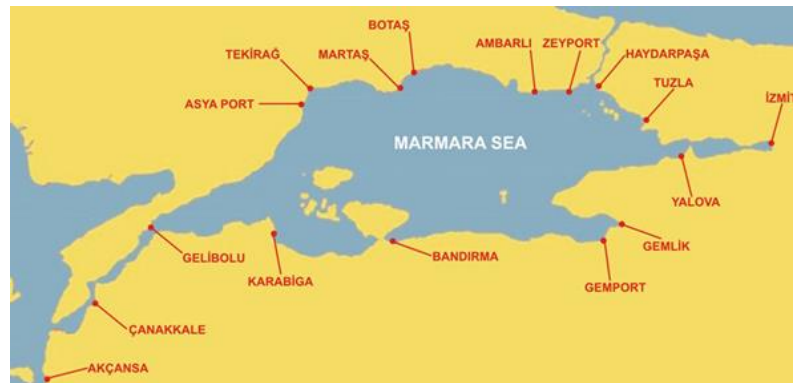 BOTAŞ
MARTAŞ
AMBARLI
ZEYPORT
HAYDARPAŞA
TEKİRAĞ
TUZLA
İZMİT
ASYA PORT
MARMARA SEA
YALOVA
GEMLİK
GELİBOLU
KARABİGA
BANDIRMA
GEMPORT
ÇANAKKALE
AKÇANSA